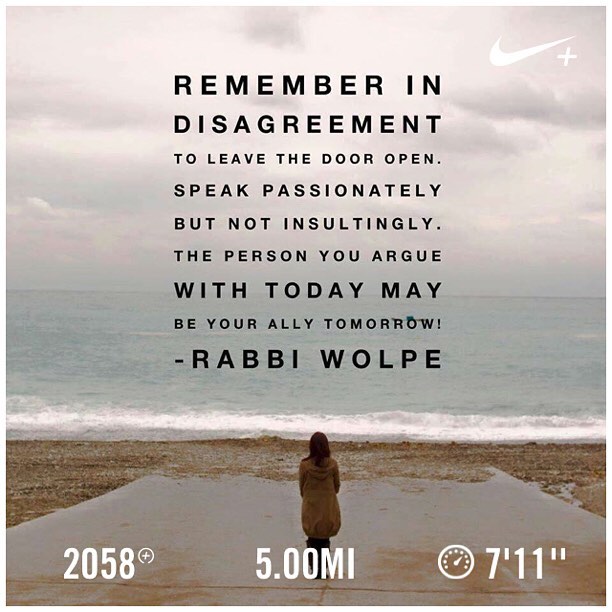 REMEMBER IN
DISAGREEMENT
TO LEAVE THE DOOR OPEN.
SPEAK PASSIONATELY
BUT NOT INSULTINGLY.
THE PERSON YOU ARGUE
WITH TODAY MAY
BE YOUR ALLY TOMORROW!
-RABBI WOLPE
2058 5.00MI 7'11"